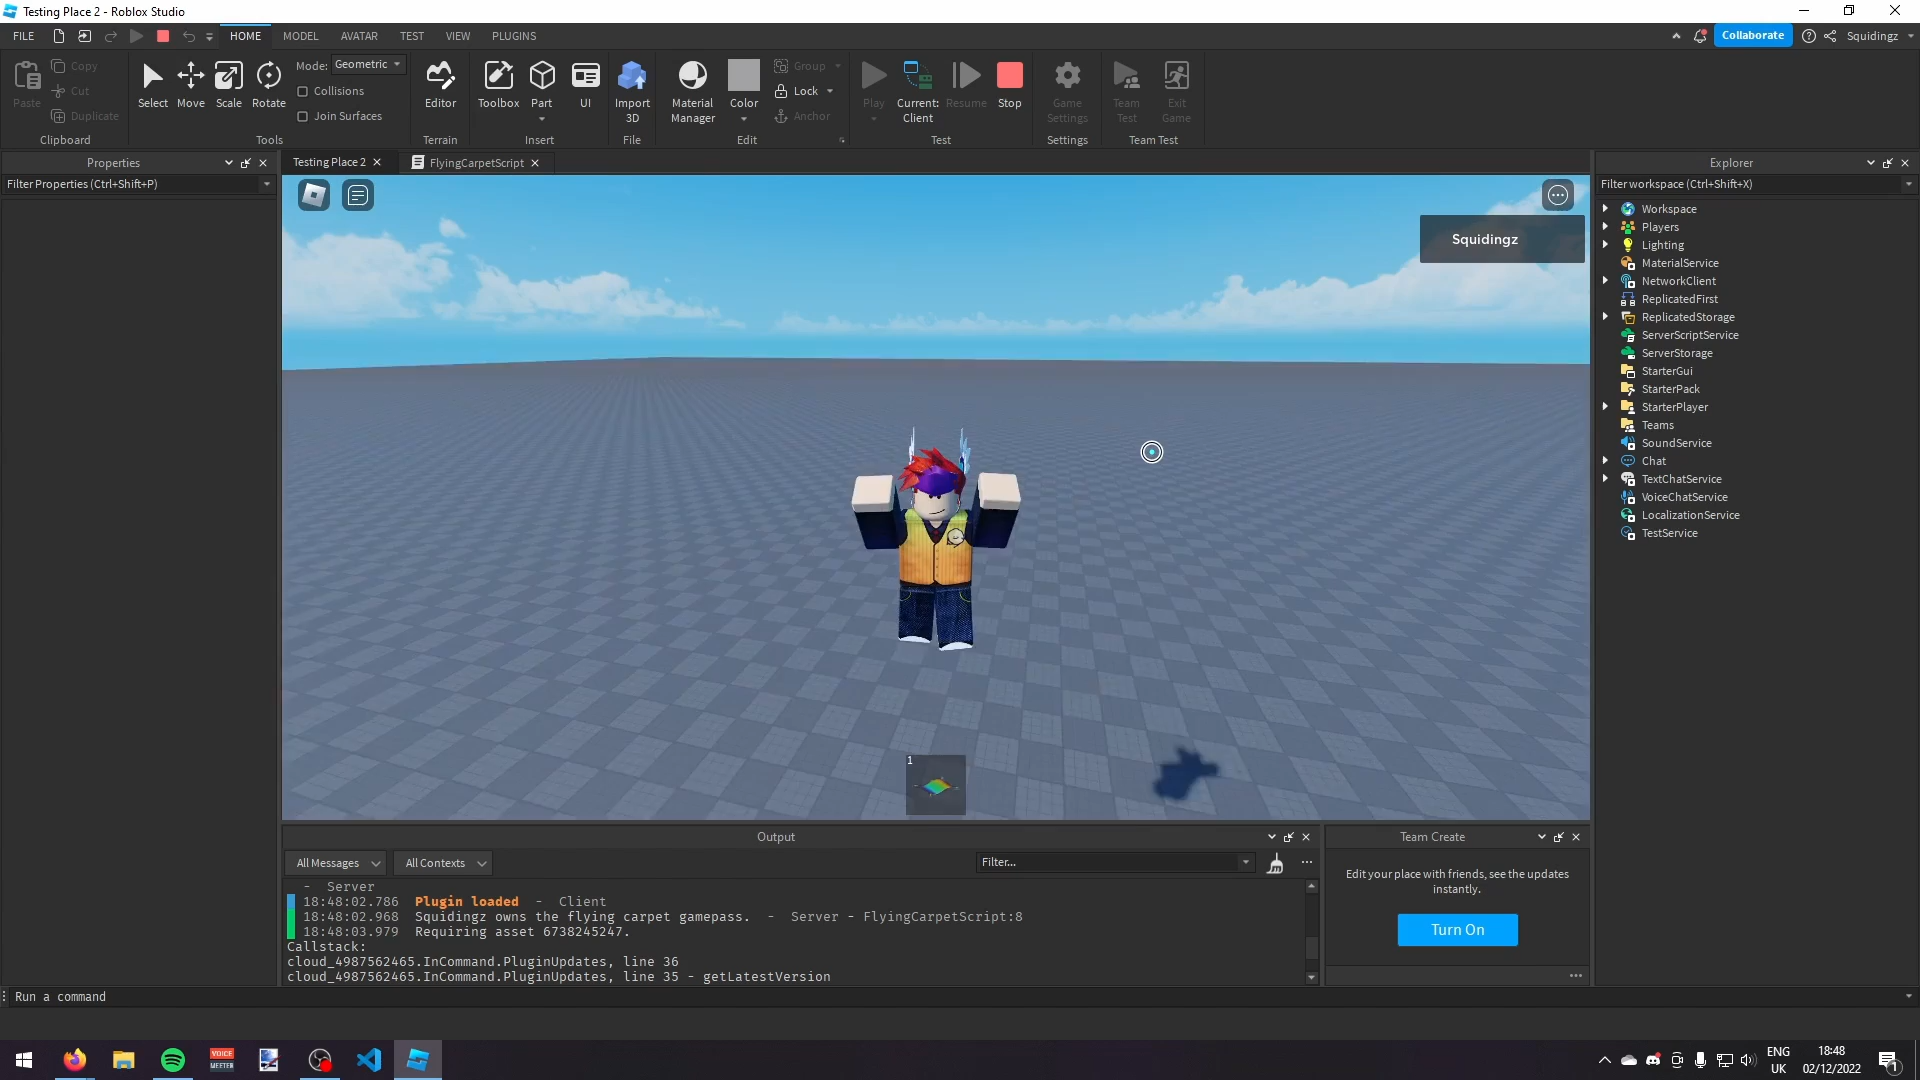 Testing Place 2 - Roblox Studio
FILE
HOME
MODEL
AVATAR
TEST
VIEW
PLUGINS
Collaborate
Squidingz
Paste
Copy
Cut
Duplicate
Clipboard
Select
Move
Scale
Rotate
Mode:
Geometric
Collisions
Join Surfaces
Tools
Editor
Terrain
Toolbox
Part
UI
Insert
Import
3D
File
Material
Manager
Color
Group
Lock
Anchor
Edit
Play
Current:
Client
Resume
Stop
Test
Game
Settings
Settings
Team
Test
Exit
Game
Team Test
Properties
Filter Properties (Ctrl+Shift+P)
Testing Place 2
FlyingCarpetScript
Squidingz
1
Explorer
Filter workspace (Ctrl+Shift+X)
Workspace
Players
Lighting
MaterialService
NetworkClient
ReplicatedFirst
ReplicatedStorage
ServerScriptService
ServerStorage
StarterGui
StarterPack
StarterPlayer
Teams
SoundService
Chat
TextChatService
VoiceChatService
LocalizationService
TestService
Output
All Messages
All Contexts
Filter...
- Server
18:48:02.786 Plugin loaded - Client
18:48:02.968 Squidingz owns the flying carpet gamepass. - Server - FlyingCarpetScript:8
18:48:03.979 Requiring asset 6738245247.
Callstack:
cloud_4987562465.InCommand.PluginUpdates, line 36
cloud_4987562465.InCommand.PluginUpdates, line 35 - getLatestVersion
Team Create
Edit your place with friends, see the updates
instantly.
Turn On
Run a command
VOICE
MEETER
ENG
UK
18:48
02/12/2022
1